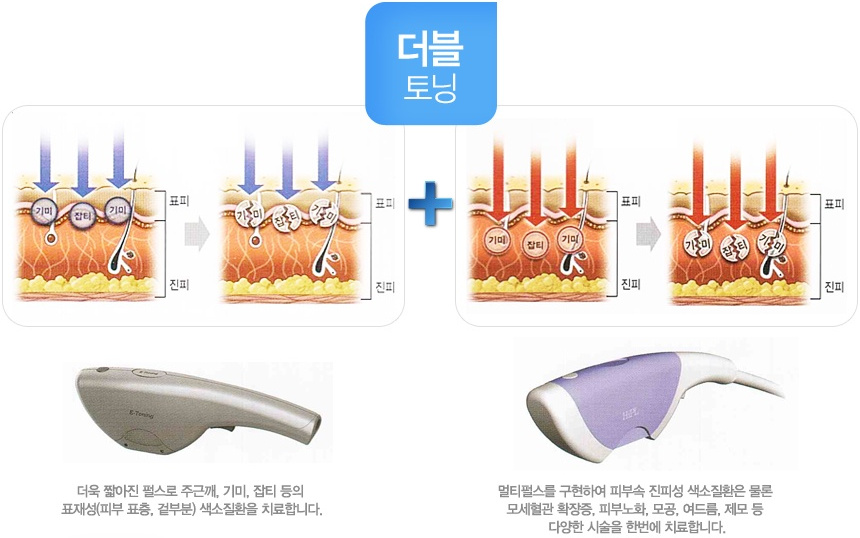 더블
토닝
기미 잡티 기미
표피
진피
기미 잡티 기미
표피
진피
기미 잡티 기미
표피
진피
기미 잡티 기미
표피
진피
E-Toning
더욱 짧아진 펄스로 주근깨, 기미, 잡티 등의
표재성(피부 표층, 겉부분) 색소질환을 치료합니다.
멀티펄스를 구현하여 피부속 진피성 색소질환은 물론
모세혈관 확장증, 피부노화, 모공, 여드름, 제모 등
다양한 시술을 한번에 치료합니다.